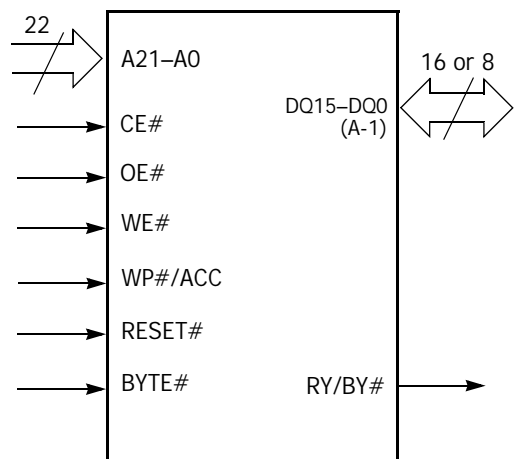 22
A21–A0
16 or 8
DQ15–DQ0
(A-1)
CE#
OE#
WE#
WP#/ACC
RESET#
BYTE#
RY/BY#